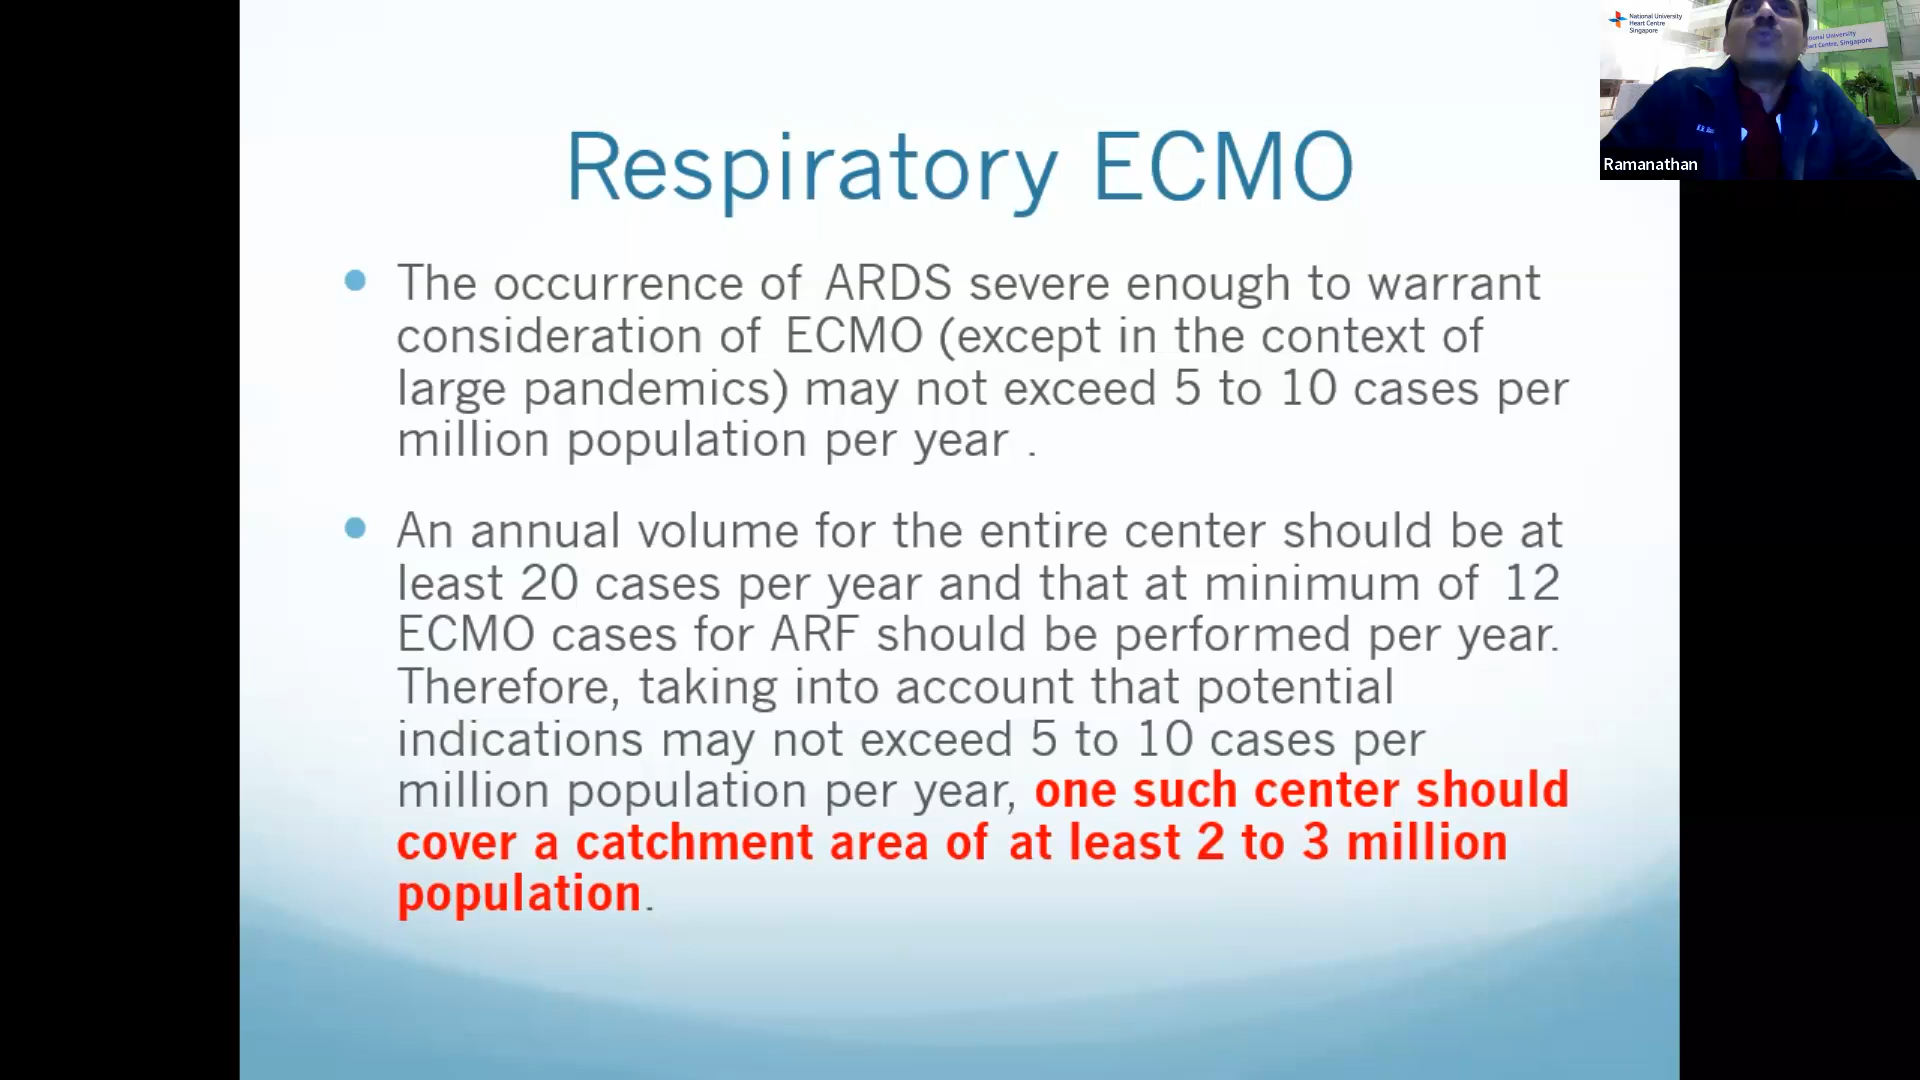 Respiratory ECMO
The occurrence of ARDS severe enough to warrant
consideration of ECMO (except in the context of
large pandemics) may not exceed 5 to 10 cases per
million population per year .
An annual volume for the entire center should be at
least 20 cases per year and that at minimum of 12
ECMO cases for ARF should be performed per year.
Therefore, taking into account that potential
indications may not exceed 5 to 10 cases per
million population per year, one such center should
cover a catchment area of at least 2 to 3 million
population.
National University
Heart Centre
Singapore
National University
Heart Centre, Singapore
Ramanathan